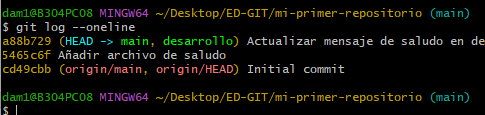 dam1@B304PC08 MINGW64 ~/Desktop/ED-GIT/mi-primer-repositorio (main)
$ git log --oneline
a88b729 (HEAD -> main, desarrollo) Actualizar mensaje de saludo en de
5465c6f Añadir archivo de saludo
cd49cbb (origin/main, origin/HEAD) Initial commit
dam1@B304PC08 MINGW64 ~/Desktop/ED-GIT/mi-primer-repositorio (main)
$